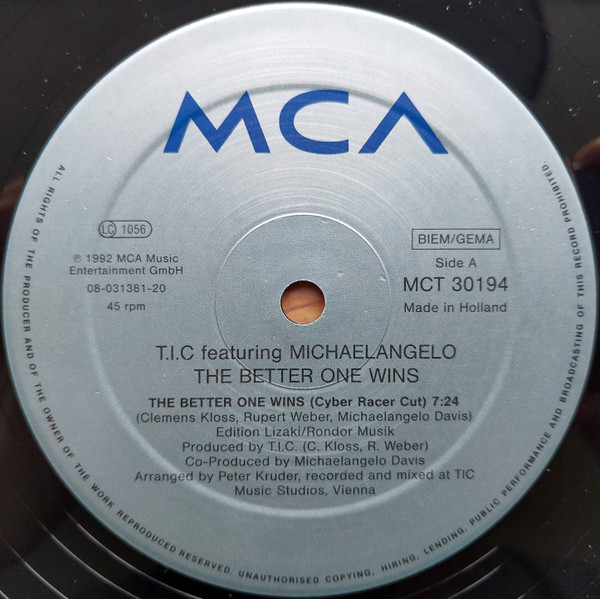 MCA
LC 1056
℗ 1992 MCA Music
Entertainment GmbH
08-031381-20
45 rpm
BIEM/GEMA
Side A
MCT 30194
Made in Holland
T.I.C featuring MICHAELANGELO
THE BETTER ONE WINS
THE BETTER ONE WINS (Cyber Racer Cut) 7:24
(Clemens Kloss, Rupert Weber, Michaelangelo Davis)
Edition Lizaki/Rondor Musik
Produced by T.I.C. (C. Kloss, R. Weber)
Co-Produced by Michaelangelo Davis
Arranged by Peter Kruder, recorded and mixed at TIC
Music Studios, Vienna
ALL RIGHTS OF THE PRODUCER AND OF THE OWNER OF THE WORK REPRODUCED RESERVED. UNAUTHORISED COPYING, HIRING, LENDING, PUBLIC PERFORMANCE AND BROADCASTING OF THIS RECORD PROHIBITED.